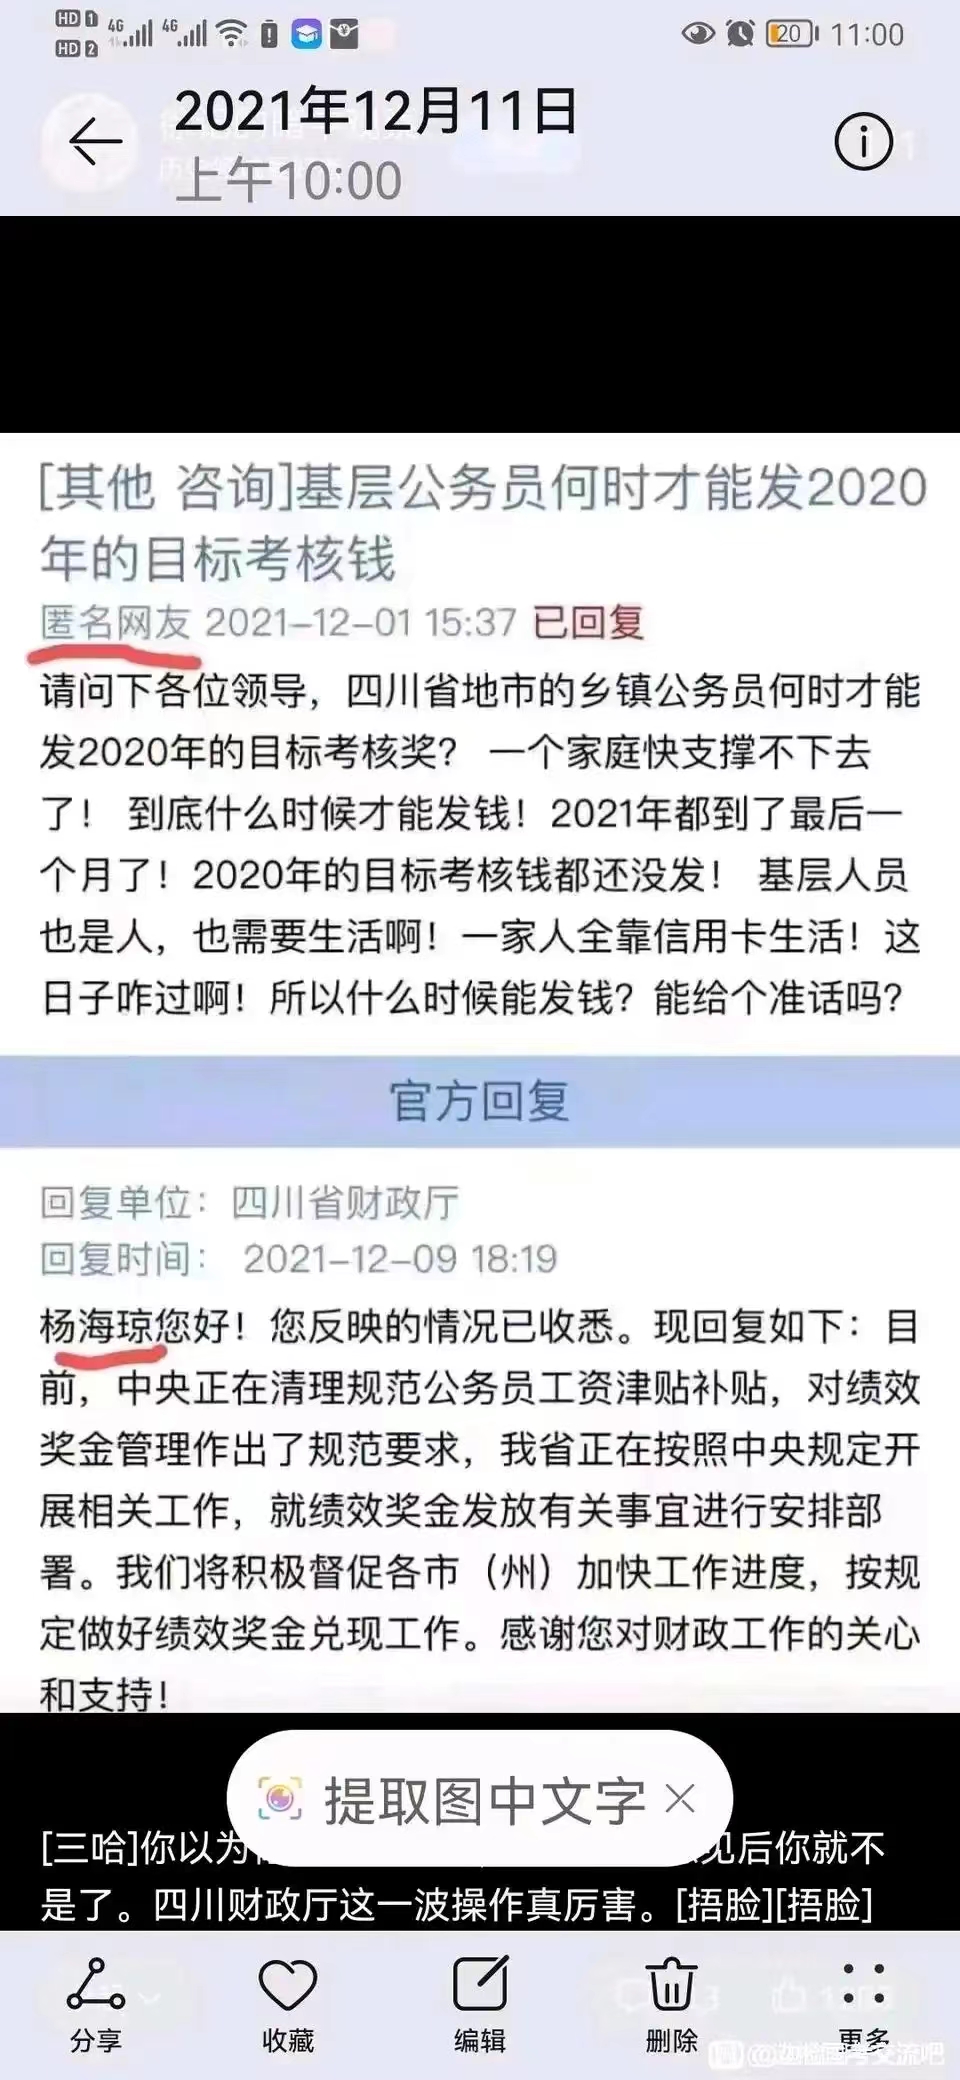 HD 1 4G 4G 20 11:00
HD 2
2021年12月11日
上午10:00
[其他 咨询]基层公务员何时才能发2020
年的目标考核钱
匿名网友 2021-12-01 15:37 已回复
请问下各位领导，四川省地市的乡镇公务员何时才能
发2020年的目标考核奖？ 一个家庭快支撑不下去
了！ 到底什么时候才能发钱！2021年都到了最后一
个月了！2020年的目标考核钱都还没发！ 基层人员
也是人，也需要生活啊！一家人全靠信用卡生活！这
日子咋过啊！所以什么时候能发钱？能给个准话吗？
官方回复
回复单位：四川省财政厅
回复时间： 2021-12-09 18:19
杨海琼您好！您反映的情况已收悉。现回复如下：目
前，中央正在清理规范公务员工资津贴补贴，对绩效
奖金管理作出了规范要求，我省正在按照中央规定开
展相关工作，就绩效奖金发放有关事宜进行安排部
署。我们将积极督促各市（州）加快工作进度，按规
定做好绩效奖金兑现工作。感谢您对财政工作的关心
和支持！
提取图中文字
[三哈]你以为 见后你就不
是了。四川财政厅这一波操作真厉害。[捂脸][捂脸]
分享 收藏 编辑 删除 更多
交流吧